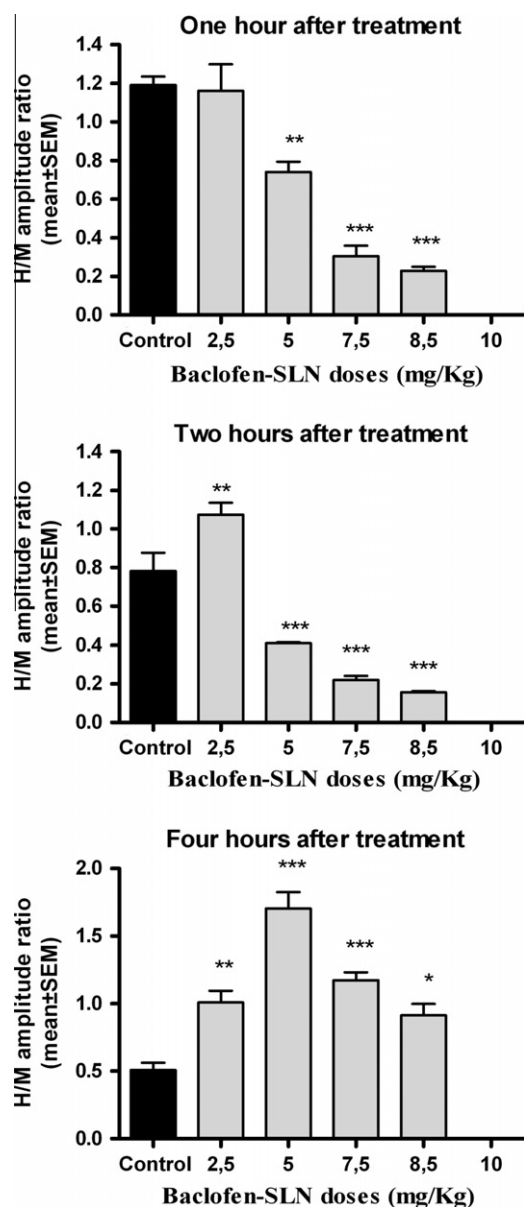 One hour after treatment
H/M amplitude ratio
(mean±SEM)
1.4
1.2
1.0
0.8
0.6
0.4
0.2
0.0
**
***
***
Control 2,5 5 7,5 8,5 10
Baclofen-SLN doses (mg/Kg)
Two hours after treatment
H/M amplitude ratio
(mean±SEM)
1.4
1.2
1.0
0.8
0.6
0.4
0.2
0.0
**
***
***
***
Control 2,5 5 7,5 8,5 10
Baclofen-SLN doses (mg/Kg)
Four hours after treatment
H/M amplitude ratio
(mean±SEM)
2.0
1.5
1.0
0.5
0.0
**
***
***
*
Control 2,5 5 7,5 8,5 10
Baclofen-SLN doses (mg/Kg)